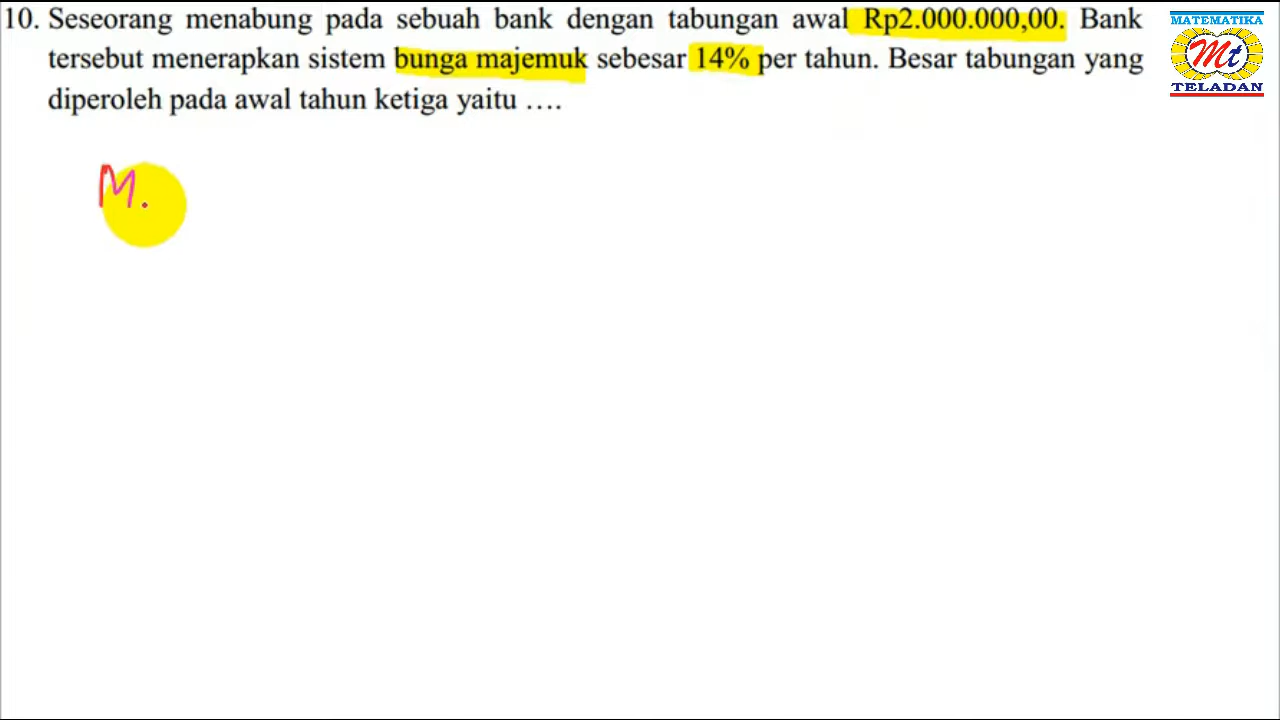 10. Seseorang menabung pada sebuah bank dengan tabungan awal Rp2.000.000,00. Bank
tersebut menerapkan sistem bunga majemuk sebesar 14% per tahun. Besar tabungan yang
diperoleh pada awal tahun ketiga yaitu ….
MATEMATIKA
Mt
TELADAN
M.